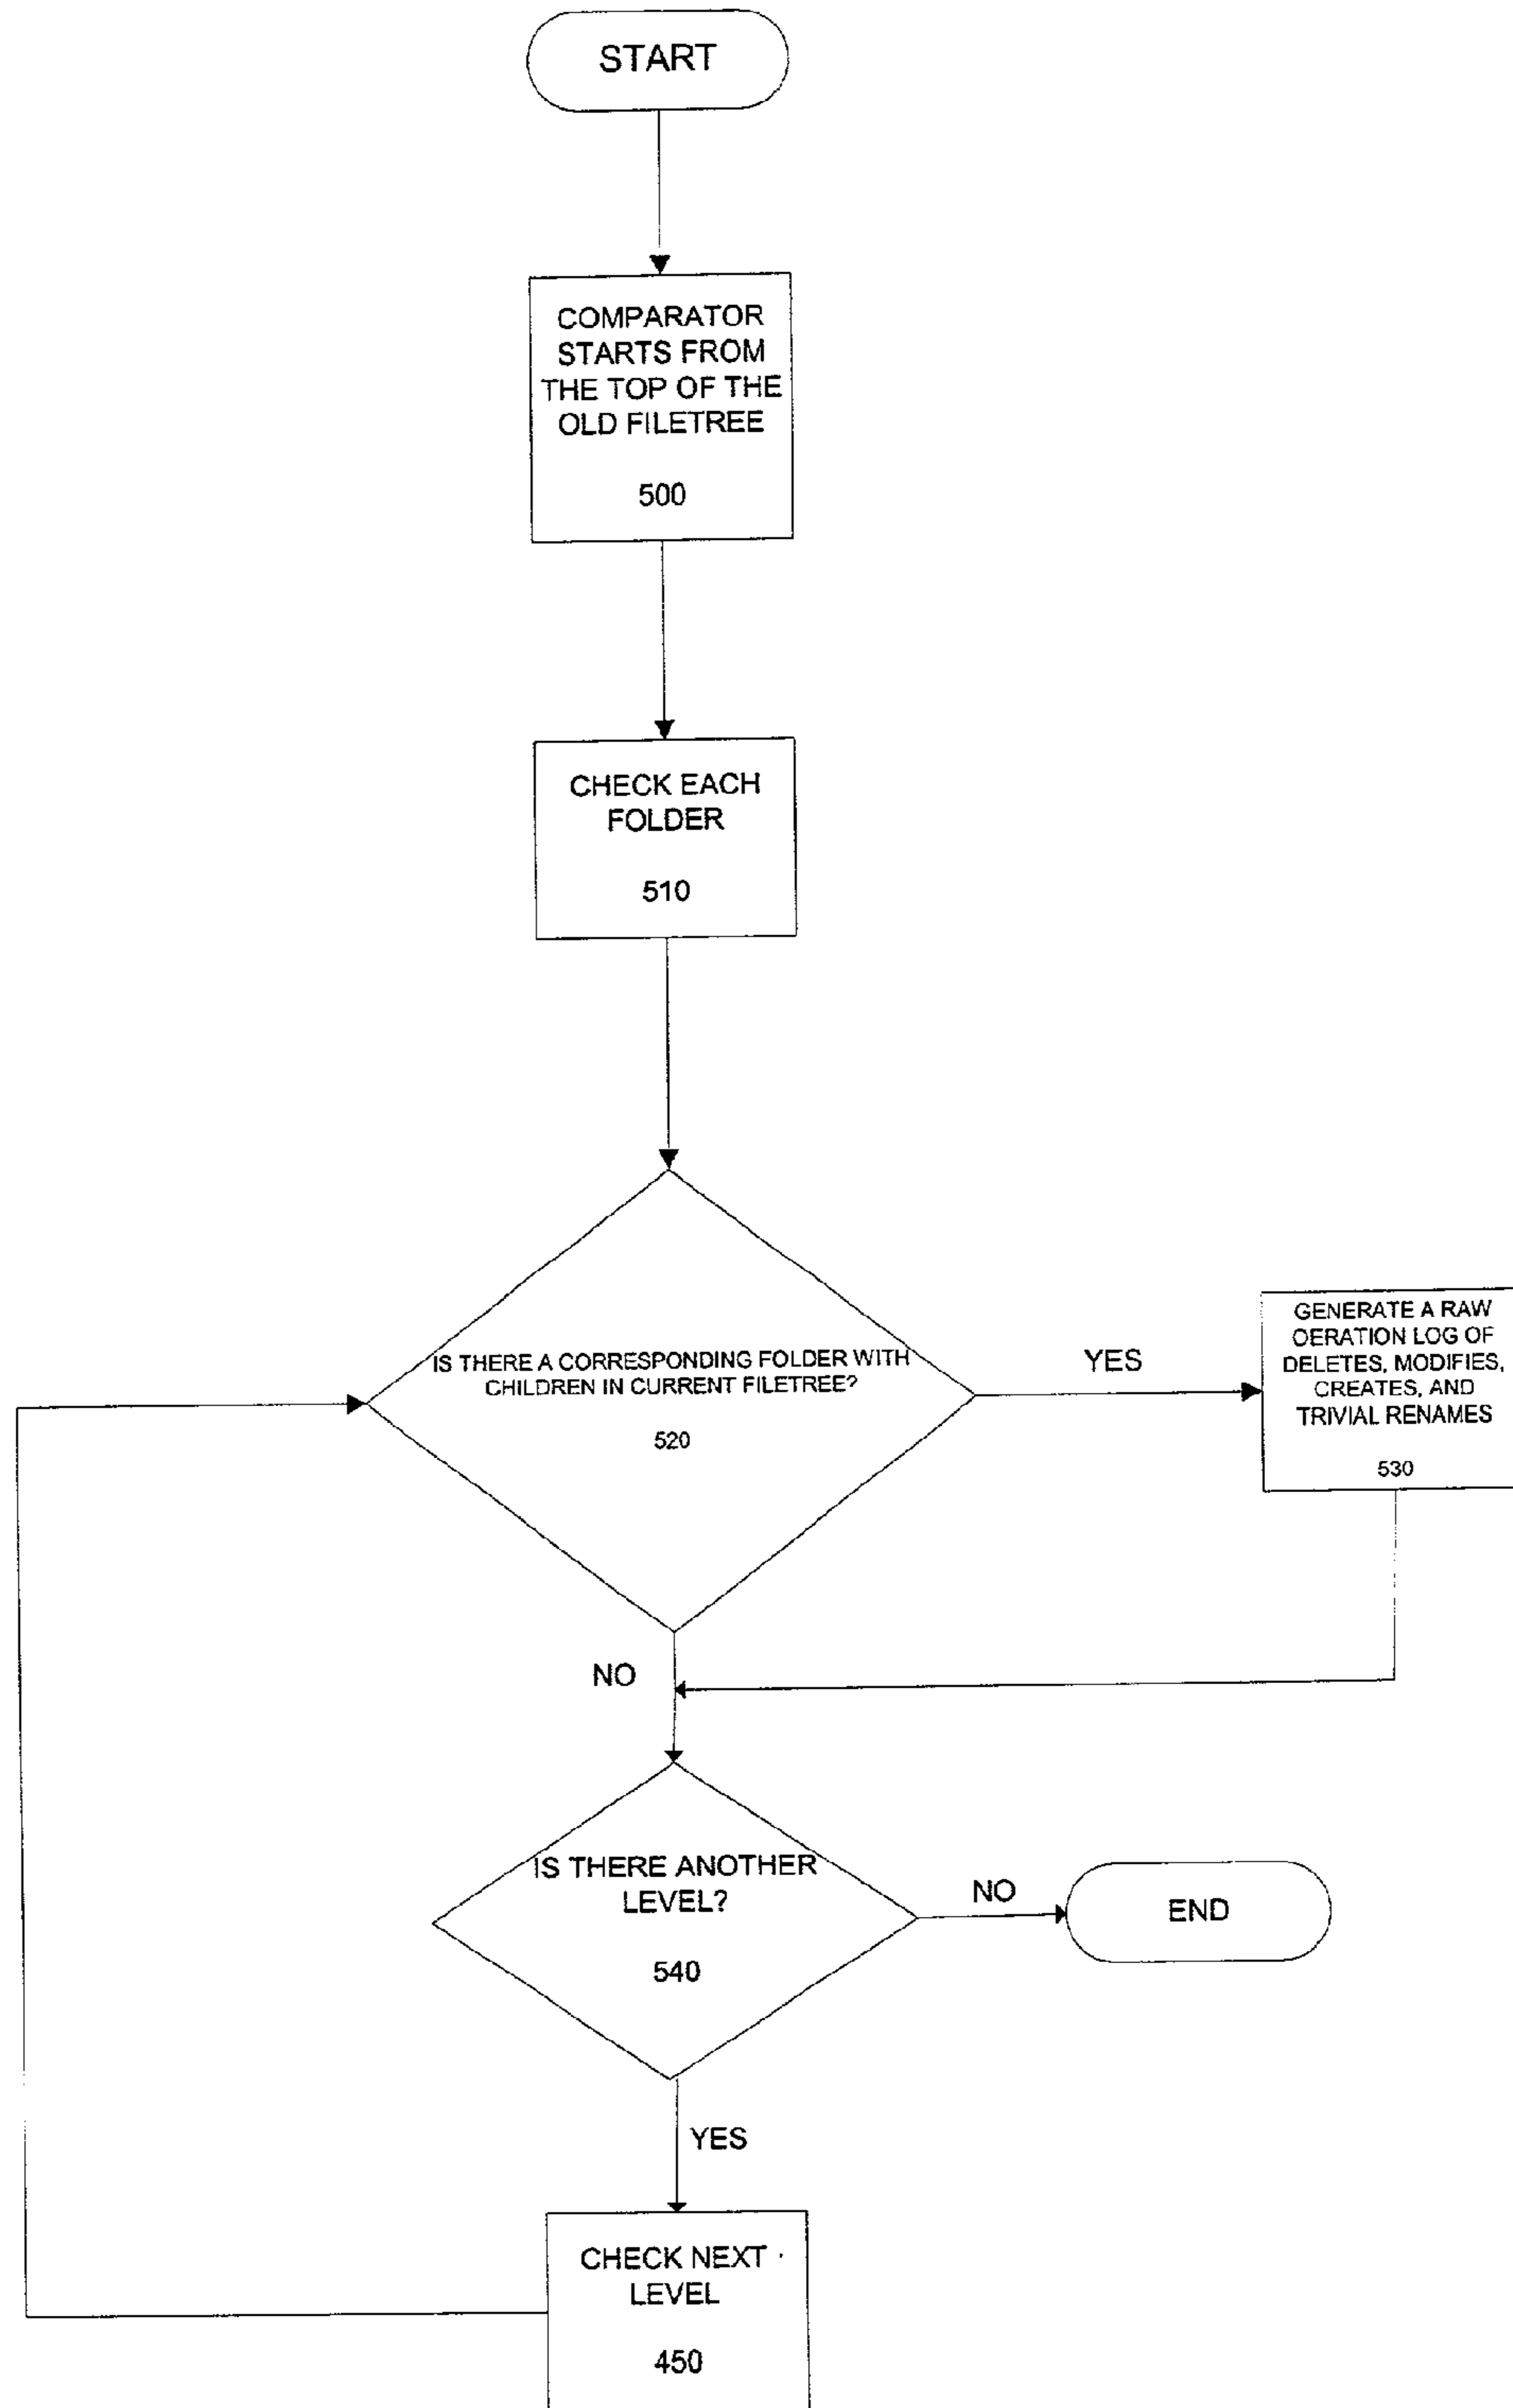 START
COMPARATOR
STARTS FROM
THE TOP OF THE
OLD FILETREE
500
CHECK EACH
FOLDER
510
IS THERE A CORRESPONDING FOLDER WITH
CHILDREN IN CURRENT FILETREE?
520
YES
GENERATE A RAW
OERATION LOG OF
DELETES, MODIFIES,
CREATES, AND
TRIVIAL RENAMES
530
NO
IS THERE ANOTHER
LEVEL?
540
NO
END
YES
CHECK NEXT
LEVEL
450